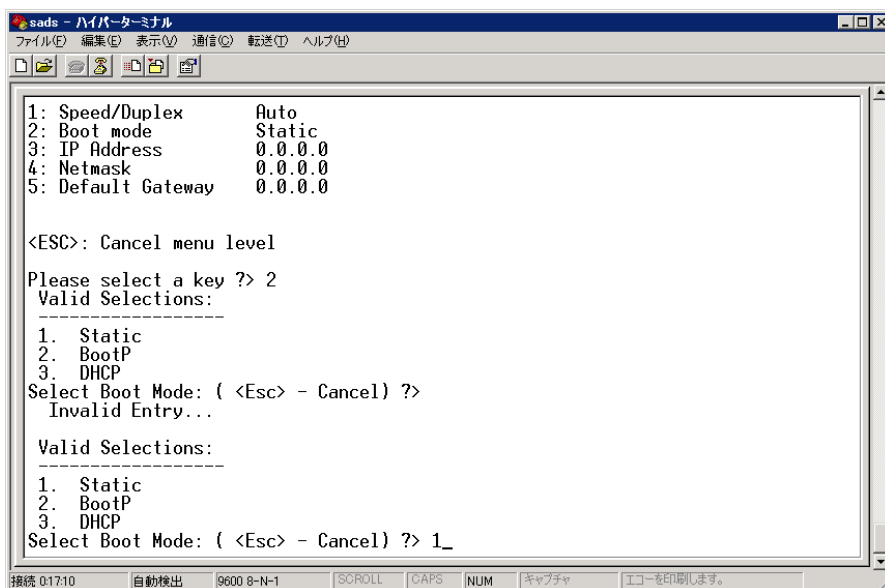 sads - ハイパーターミナル
ファイル(F) 編集(E) 表示(V) 通信(C) 転送(T) ヘルプ(H)
1: Speed/Duplex Auto
2: Boot mode Static
3: IP Address 0.0.0.0
4: Netmask 0.0.0.0
5: Default Gateway 0.0.0.0
<ESC>: Cancel menu level
Please select a key ?> 2
Valid Selections:
------------------
1. Static
2. BootP
3. DHCP
Select Boot Mode: ( <Esc> - Cancel) ?>
Invalid Entry...
Valid Selections:
------------------
1. Static
2. BootP
3. DHCP
Select Boot Mode: ( <Esc> - Cancel) ?> 1_
接続 0:17:10 自動検出 9600 8-N-1 SCROLL CAPS NUM キャプチャ エコーを印刷します。